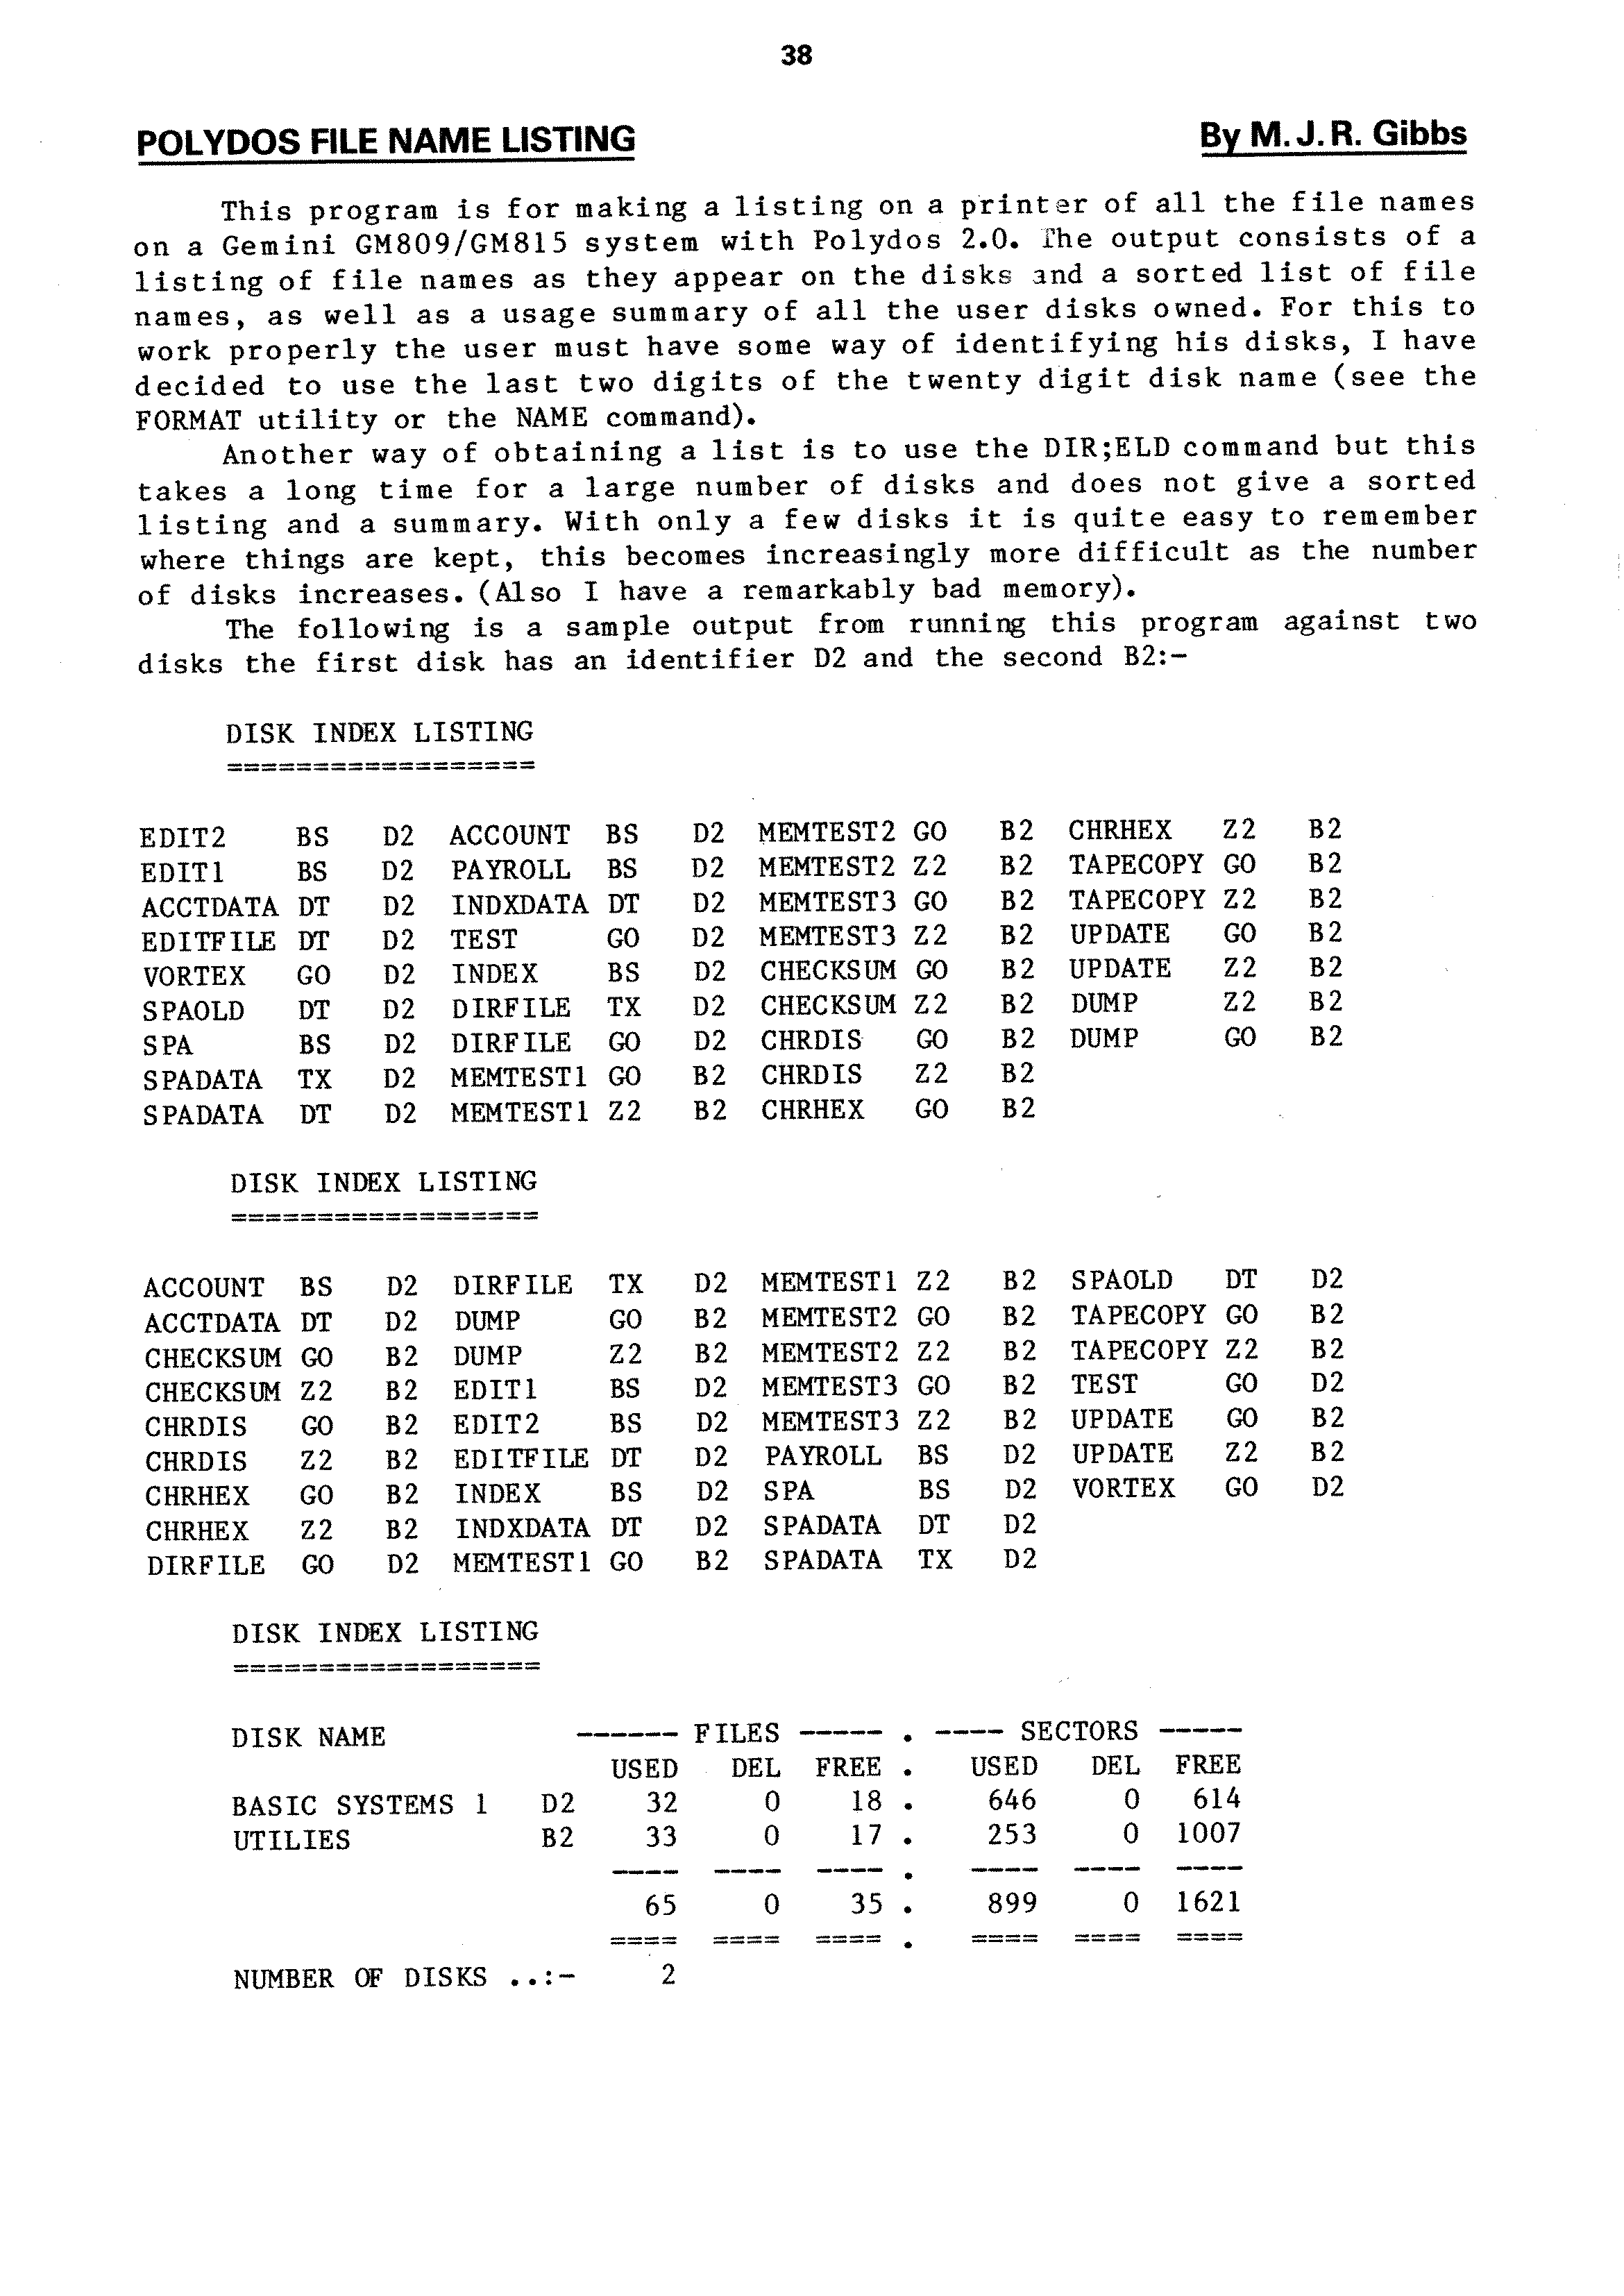 38
POLYDOS FILE NAME LISTING By M. J. R. Gibbs
This program is for making a listing on a printer of all the file names
on a Gemini GM809/GM815 system with Polydos 2.0. The output consists of a
listing of file names as they appear on the disks and a sorted list of file
names, as well as a usage summary of all the user disks owned. For this to
work properly the user must have some way of identifying his disks, I have
decided to use the last two digits of the twenty digit disk name (see the
FORMAT utility or the NAME command).
Another way of obtaining a list is to use the DIR;ELD command but this
takes a long time for a large number of disks and does not give a sorted
listing and a summary. With only a few disks it is quite easy to remember
where things are kept, this becomes increasingly more difficult as the number
of disks increases. (Also I have a remarkably bad memory).
The following is a sample output from running this program against two
disks the first disk has an identifier D2 and the second B2:-
DISK INDEX LISTING
==================
EDIT2 BS D2 ACCOUNT BS D2 MEMTEST2 GO B2 CHRHEX Z2 B2
EDIT1 BS D2 PAYROLL BS D2 MEMTEST2 Z2 B2 TAPECOPY GO B2
ACCTDATA DT D2 INDXDATA DT D2 MEMTEST3 GO B2 TAPECOPY Z2 B2
EDITFILE DT D2 TEST GO D2 MEMTEST3 Z2 B2 UPDATE GO B2
VORTEX GO D2 INDEX BS D2 CHECKSUM GO B2 UPDATE Z2 B2
SPAOLD DT D2 DIRFILE TX D2 CHECKSUM Z2 B2 DUMP Z2 B2
SPA BS D2 DIRFILE GO D2 CHRDIS GO B2 DUMP GO B2
SPADATA TX D2 MEMTEST1 GO B2 CHRDIS Z2 B2
SPADATA DT D2 MEMTEST1 Z2 B2 CHRHEX GO B2
DISK INDEX LISTING
==================
ACCOUNT BS D2 DIRFILE TX D2 MEMTEST1 Z2 B2 SPAOLD DT D2
ACCTDATA DT D2 DUMP GO B2 MEMTEST2 GO B2 TAPECOPY GO B2
CHECKSUM GO B2 DUMP Z2 B2 MEMTEST2 Z2 B2 TAPECOPY Z2 B2
CHECKSUM Z2 B2 EDIT1 BS D2 MEMTEST3 GO B2 TEST GO D2
CHRDIS GO B2 EDIT2 BS D2 MEMTEST3 Z2 B2 UPDATE GO B2
CHRDIS Z2 B2 EDITFILE DT D2 PAYROLL BS D2 UPDATE Z2 B2
CHRHEX GO B2 INDEX BS D2 SPA BS D2 VORTEX GO D2
CHRHEX Z2 B2 INDXDATA DT D2 SPADATA DT D2
DIRFILE GO D2 MEMTEST1 GO B2 SPADATA TX D2
DISK INDEX LISTING
==================
DISK NAME ------ FILES ----- . ---- SECTORS -----
USED DEL FREE . USED DEL FREE
BASIC SYSTEMS 1 D2 32 0 18 . 646 0 614
UTILIES B2 33 0 17 . 253 0 1007
---- ---- ---- . ---- ---- ----
65 0 35 . 899 0 1621
==== ==== ==== . ==== ==== ====
NUMBER OF DISKS ..:- 2